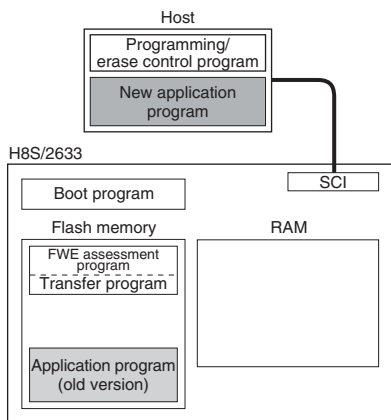 Host
Programming/
erase control program
New application
program
H8S/2633
SCI
Boot program
Flash memory
RAM
FWE assessment
program
Transfer program
Application program
(old version)